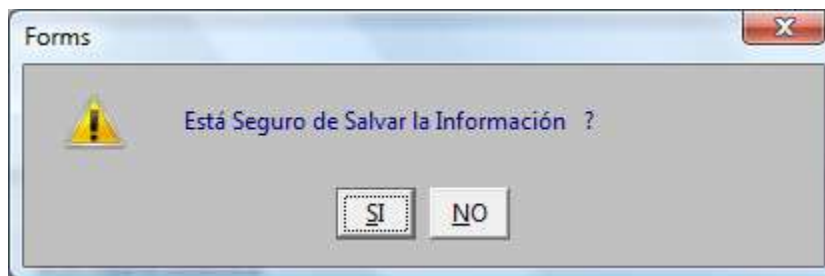 Forms
Está Seguro de Salvar la Información ?
SI NO